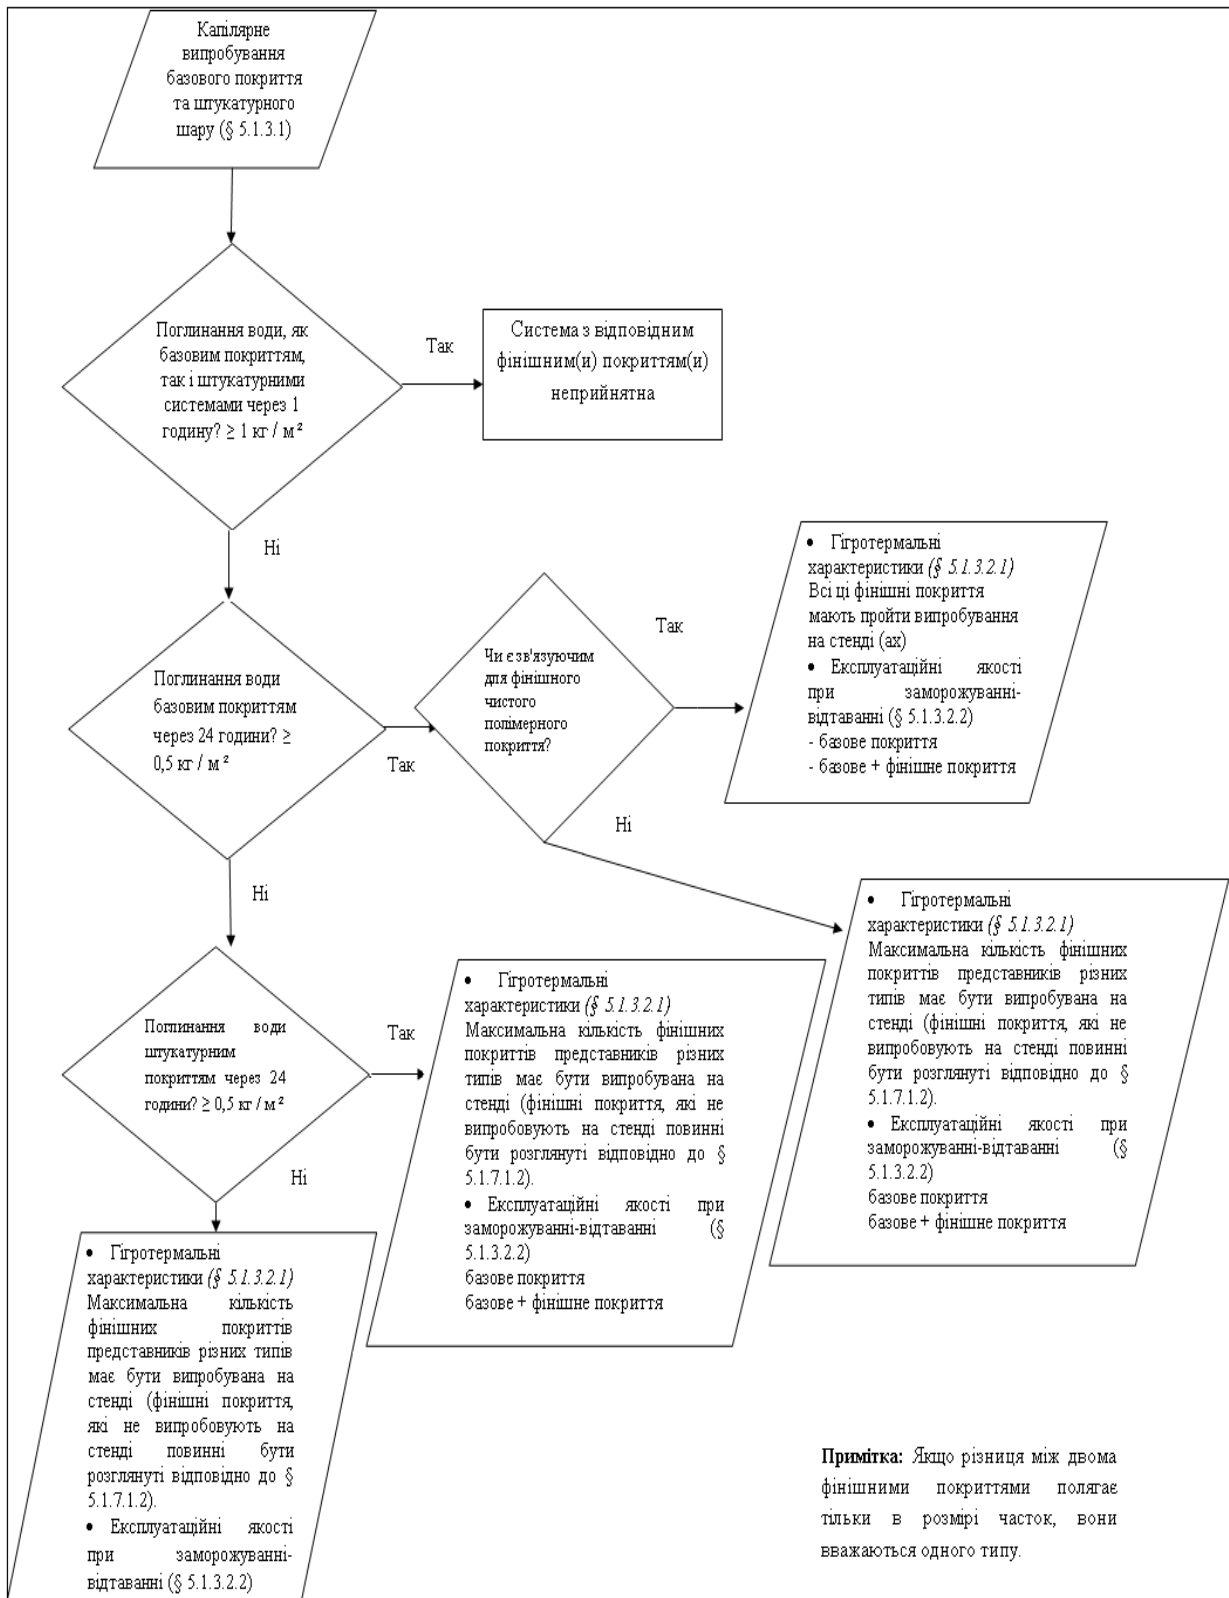 Капілярне
випробування
базового покриття
та штукатурного
шару (§ 5.1.3.1)
Поглинання води, як
базовим покриттям,
так і штукатурними
системами через 1
годину? ≥ 1 кг / м ²
Так
Система з відповідним
фінішним(и) покриттям(и)
неприйнятна
Ні
Поглинання води
базовим покриттям
через 24 години? ≥
0,5 кг / м ²
Так
Чи є зв'язуючим
для фінішного
чистого
полімерного
покриття?
Так
• Гігротермальні
характеристики (§ 5.1.3.2.1)
Всі ці фінішні покриття
мають пройти випробування
на стенді (ах)
• Експлуатаційні якості
при заморожуванні-
відтаванні (§ 5.1.3.2.2)
- базове покриття
- базове + фінішне покриття
Ні
• Гігротермальні
характеристики (§ 5.1.3.2.1)
Максимальна кількість фінішних
покриттів представників різних
типів має бути випробувана на
стенді (фінішні покриття, які не
випробовують на стенді повинні
бути розглянуті відповідно до §
5.1.7.1.2).
• Експлуатаційні якості при
заморожуванні-відтаванні (§
5.1.3.2.2)
базове покриття
базове + фінішне покриття
Ні
Поглинання води
штукатурним
покриттям через 24
години? ≥ 0,5 кг / м ²
Так
• Гігротермальні
характеристики (§ 5.1.3.2.1)
Максимальна кількість фінішних
покриттів представників різних
типів має бути випробувана на
стенді (фінішні покриття, які не
випробовують на стенді повинні
бути розглянуті відповідно до §
5.1.7.1.2).
• Експлуатаційні якості при
заморожуванні-відтаванні (§
5.1.3.2.2)
базове покриття
базове + фінішне покриття
Ні
• Гігротермальні
характеристики (§ 5.1.3.2.1)
Максимальна кількість
фінішних покриттів
представників різних типів
має бути випробувана на
стенді (фінішні покриття,
які не випробовують на
стенді повинні бути
розглянуті відповідно до §
5.1.7.1.2).
• Експлуатаційні якості
при заморожуванні-
відтаванні (§ 5.1.3.2.2)
Примітка: Якщо різниця між двома
фінішними покриттями полягає
тільки в розмірі часток, вони
вважаються одного типу.